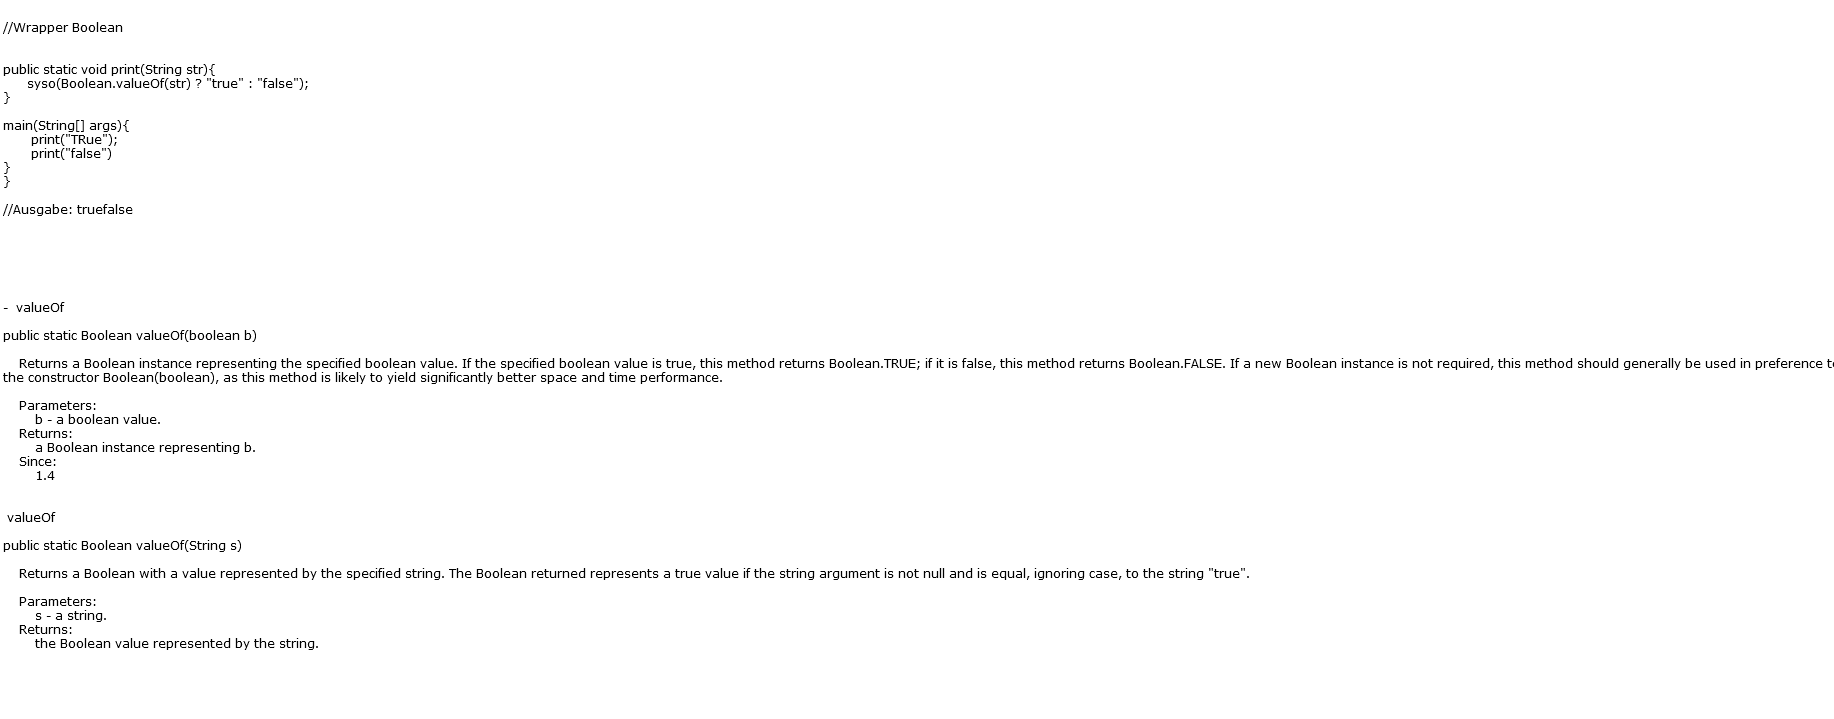 //Wrapper Boolean
public static void print(String str){
syso(Boolean.valueOf(str) ? "true" : "false");
}
main(String[] args){
print("TRue");
print("false")
}
}
//Ausgabe: truefalse
- valueOf
public static Boolean valueOf(boolean b)
Returns a Boolean instance representing the specified boolean value. If the specified boolean value is true, this method returns Boolean.TRUE; if it is false, this method returns Boolean.FALSE. If a new Boolean instance is not required, this method should generally be used in preference to
the constructor Boolean(boolean), as this method is likely to yield significantly better space and time performance.
Parameters:
b - a boolean value.
Returns:
a Boolean instance representing b.
Since:
1.4
valueOf
public static Boolean valueOf(String s)
Returns a Boolean with a value represented by the specified string. The Boolean returned represents a true value if the string argument is not null and is equal, ignoring case, to the string "true".
Parameters:
s - a string.
Returns:
the Boolean value represented by the string.